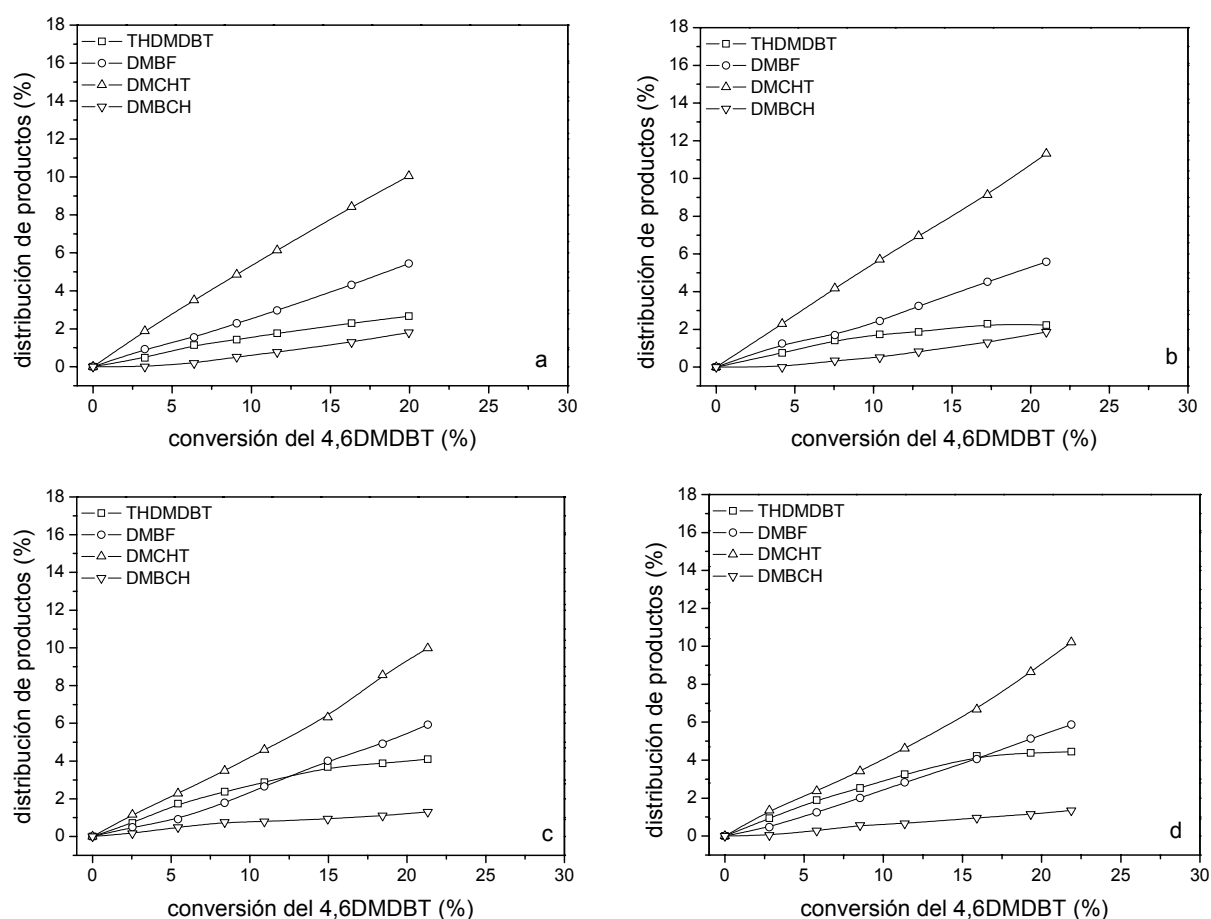 18
16
14
12
10
8
6
4
2
0
distribución de productos (%)
THDMDBT
DMBF
DMCHT
DMBCH
a
0 5 10 15 20 25 30
conversión del 4,6DMDBT (%)
18
16
14
12
10
8
6
4
2
0
distribución de productos (%)
THDMDBT
DMBF
DMCHT
DMBCH
b
0 5 10 15 20 25 30
conversión del 4,6DMDBT (%)
18
16
14
12
10
8
6
4
2
0
distribución de productos (%)
THDMDBT
DMBF
DMCHT
DMBCH
c
0 5 10 15 20 25 30
conversión del 4,6DMDBT (%)
18
16
14
12
10
8
6
4
2
0
distribución de productos (%)
THDMDBT
DMBF
DMCHT
DMBCH
d
0 5 10 15 20 25 30
conversión del 4,6DMDBT (%)